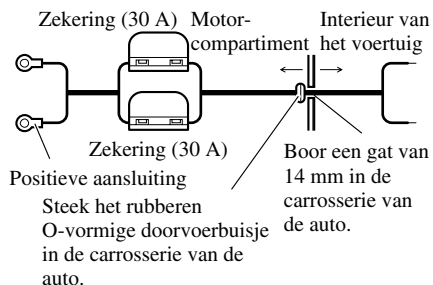 Zekering (30 A)
Motor-
compartiment
Interieur van
het voertuig
Zekering (30 A)
Positieve aansluiting
Steek het rubberen
O-vormige doorvoerbuisje
in de carrosserie van de
auto.
Boor een gat van
14 mm in de
carrosserie van
de auto.